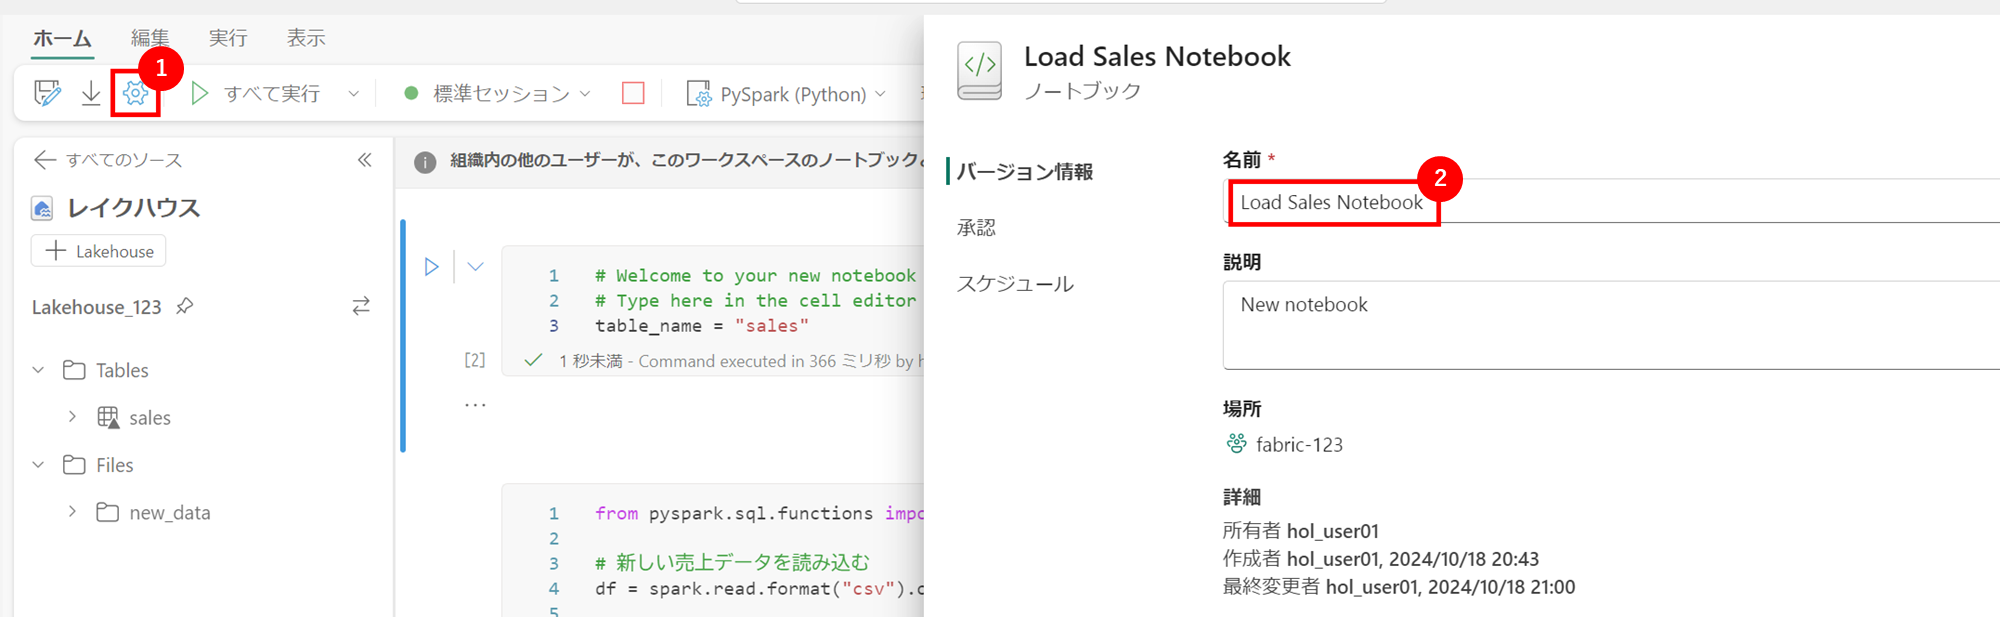 ホーム 編集 実行 表示
1
すべて実行 標準セッション PySpark (Python)
すべてのソース
レイクハウス
Lakehouse
Lakehouse_123
Tables
sales
Files
new_data
組織内の他のユーザーが、このワークスペースのノートブック
1 # Welcome to your new notebook
2 # Type here in the cell editor
3 table_name = "sales"
[2] 1 秒未満 - Command executed in 366 ミリ秒 by
...
1 from pyspark.sql.functions impo
2
3 # 新しい売上データを読み込む
4 df = spark.read.format("csv").
5
Load Sales Notebook
ノートブック
バージョン情報
承認
スケジュール
名前 *
2
Load Sales Notebook
説明
New notebook
場所
fabric-123
詳細
所有者 hol_user01
作成者 hol_user01, 2024/10/18 20:43
最終変更者 hol_user01, 2024/10/18 21:00